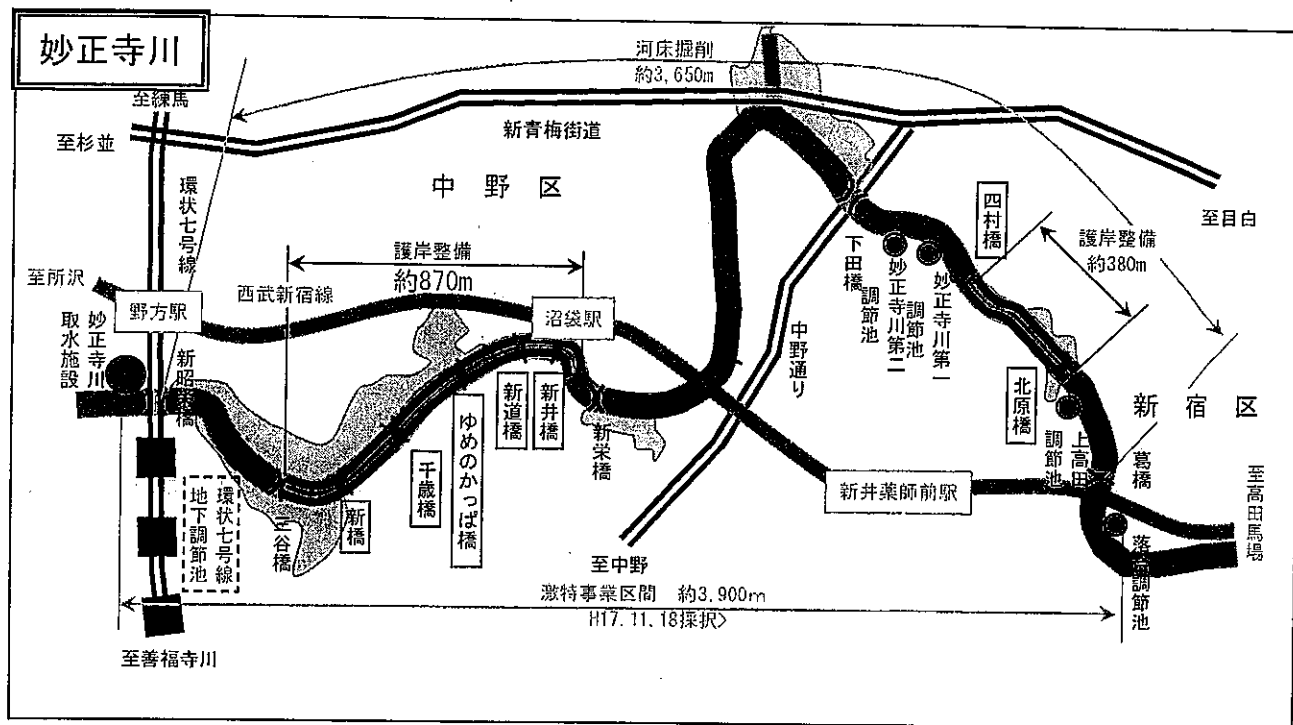 妙正寺川
河床掘削
約3,650m
至練馬
至杉並
新青梅街道
環状七号線
中野区
四村橋
至目白
護岸整備
約380m
護岸整備
約870m
至所沢
西武新宿線
野方駅
沼袋駅
下田橋
妙正寺川第二
調節池
妙正寺川第一
調節池
中野通り
妙正寺川
取水施設
新昭栄橋
新道橋
新井橋
新栄橋
北原橋
新宿区
ゆめのかっぱ橋
千歳橋
上高田
調節池
葛橋
新井薬師前駅
至高田馬場
環状七号線
地下調節池
三谷橋
新橋
落合調節池
至中野
激特事業区間 約3,900m
H17.11.18採択>
至善福寺川